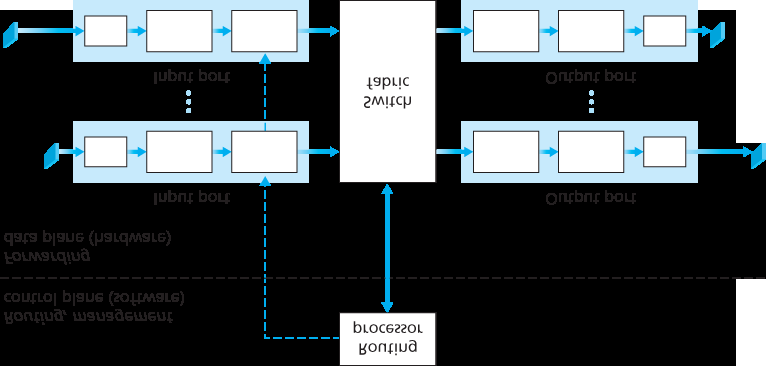 Routing
processor
Routing, management
control plane (software)
Forwarding
data plane (hardware)
Input port
Output port
Switch
fabric
Input port
Output port